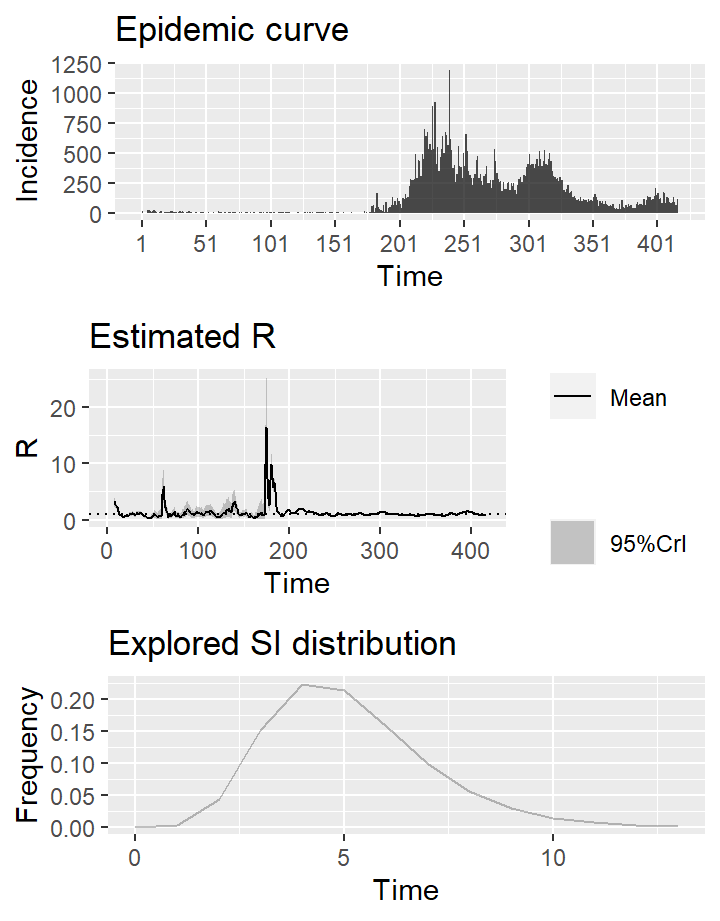 Epidemic curve
1250
1000
750
500
250
0
Incidence
1 51 101 151 201 251 301 351 401
Time
Estimated R
20
10
0
R
0 100 200 300 400
Time
Mean
95%CrI
Explored SI distribution
0.20
0.15
0.10
0.05
0.00
Frequency
0 5 10
Time